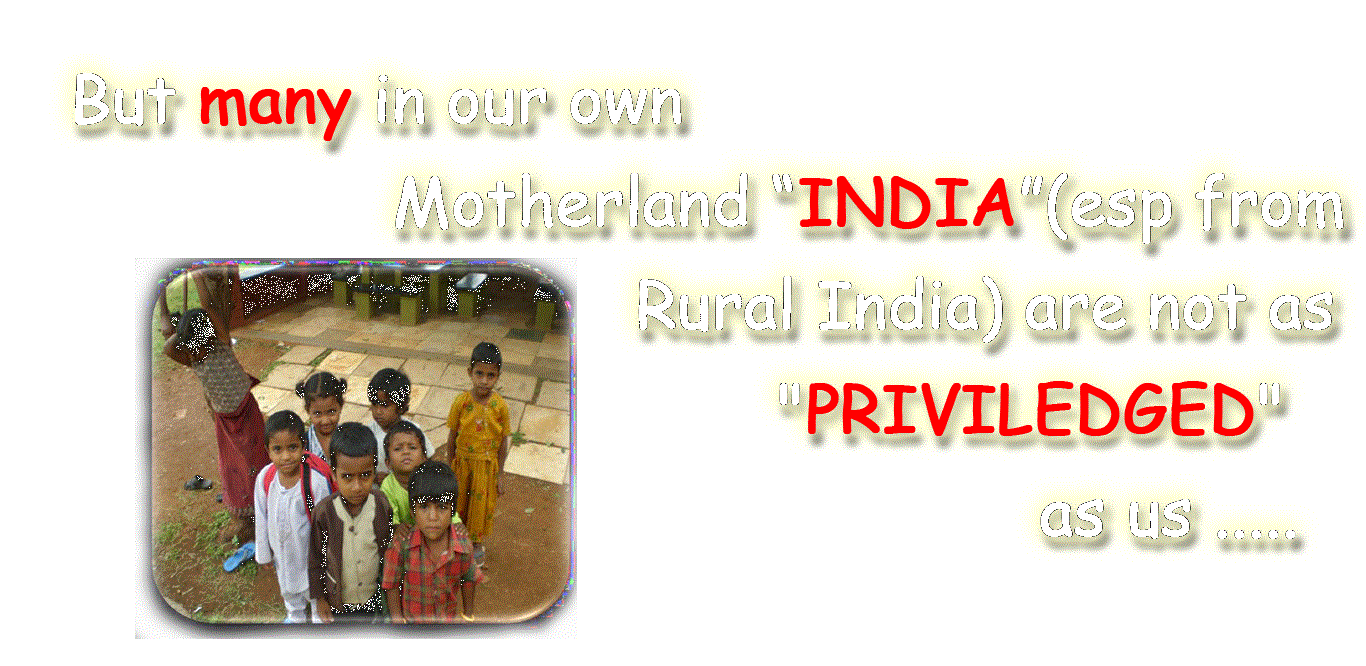 But many in our own
Motherland “INDIA”(esp from
Rural India) are not as
"PRIVILEDGED"
as us .....